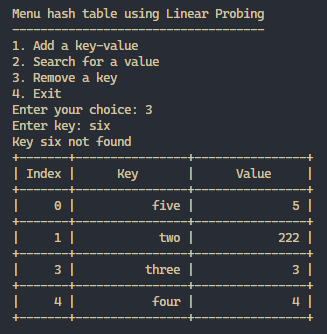 Menu hash table using Linear Probing
------------------------------------
1. Add a key-value
2. Search for a value
3. Remove a key
4. Exit
Enter your choice: 3
Enter key: six
Key six not found
+-------+---------------+---------------+
| Index |      Key      |     Value     |
+-------+---------------+---------------+
|     0 |          five |             5 |
+-------+---------------+---------------+
|     1 |           two |           222 |
+-------+---------------+---------------+
|     3 |         three |             3 |
+-------+---------------+---------------+
|     4 |          four |             4 |
+-------+---------------+---------------+